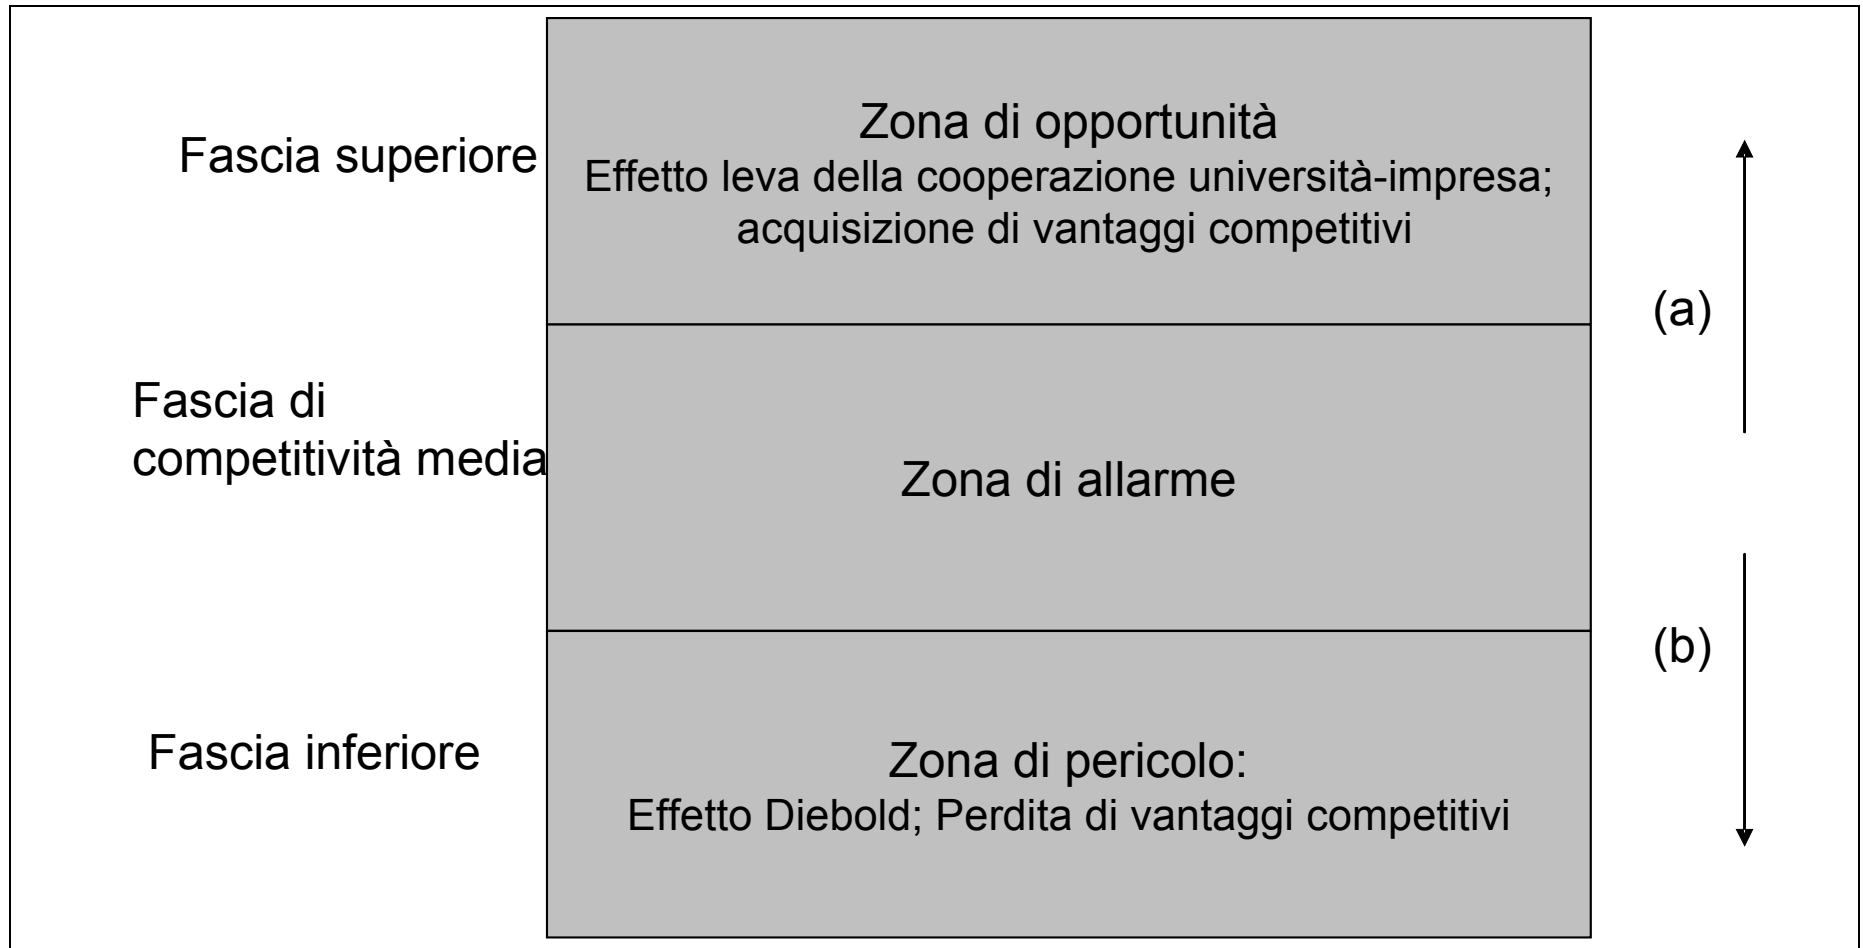 Fascia superiore
Zona di opportunità
Effetto leva della cooperazione università-impresa;
acquisizione di vantaggi competitivi
(a)
Fascia di
competitività media
Zona di allarme
(b)
Fascia inferiore
Zona di pericolo:
Effetto Diebold; Perdita di vantaggi competitivi